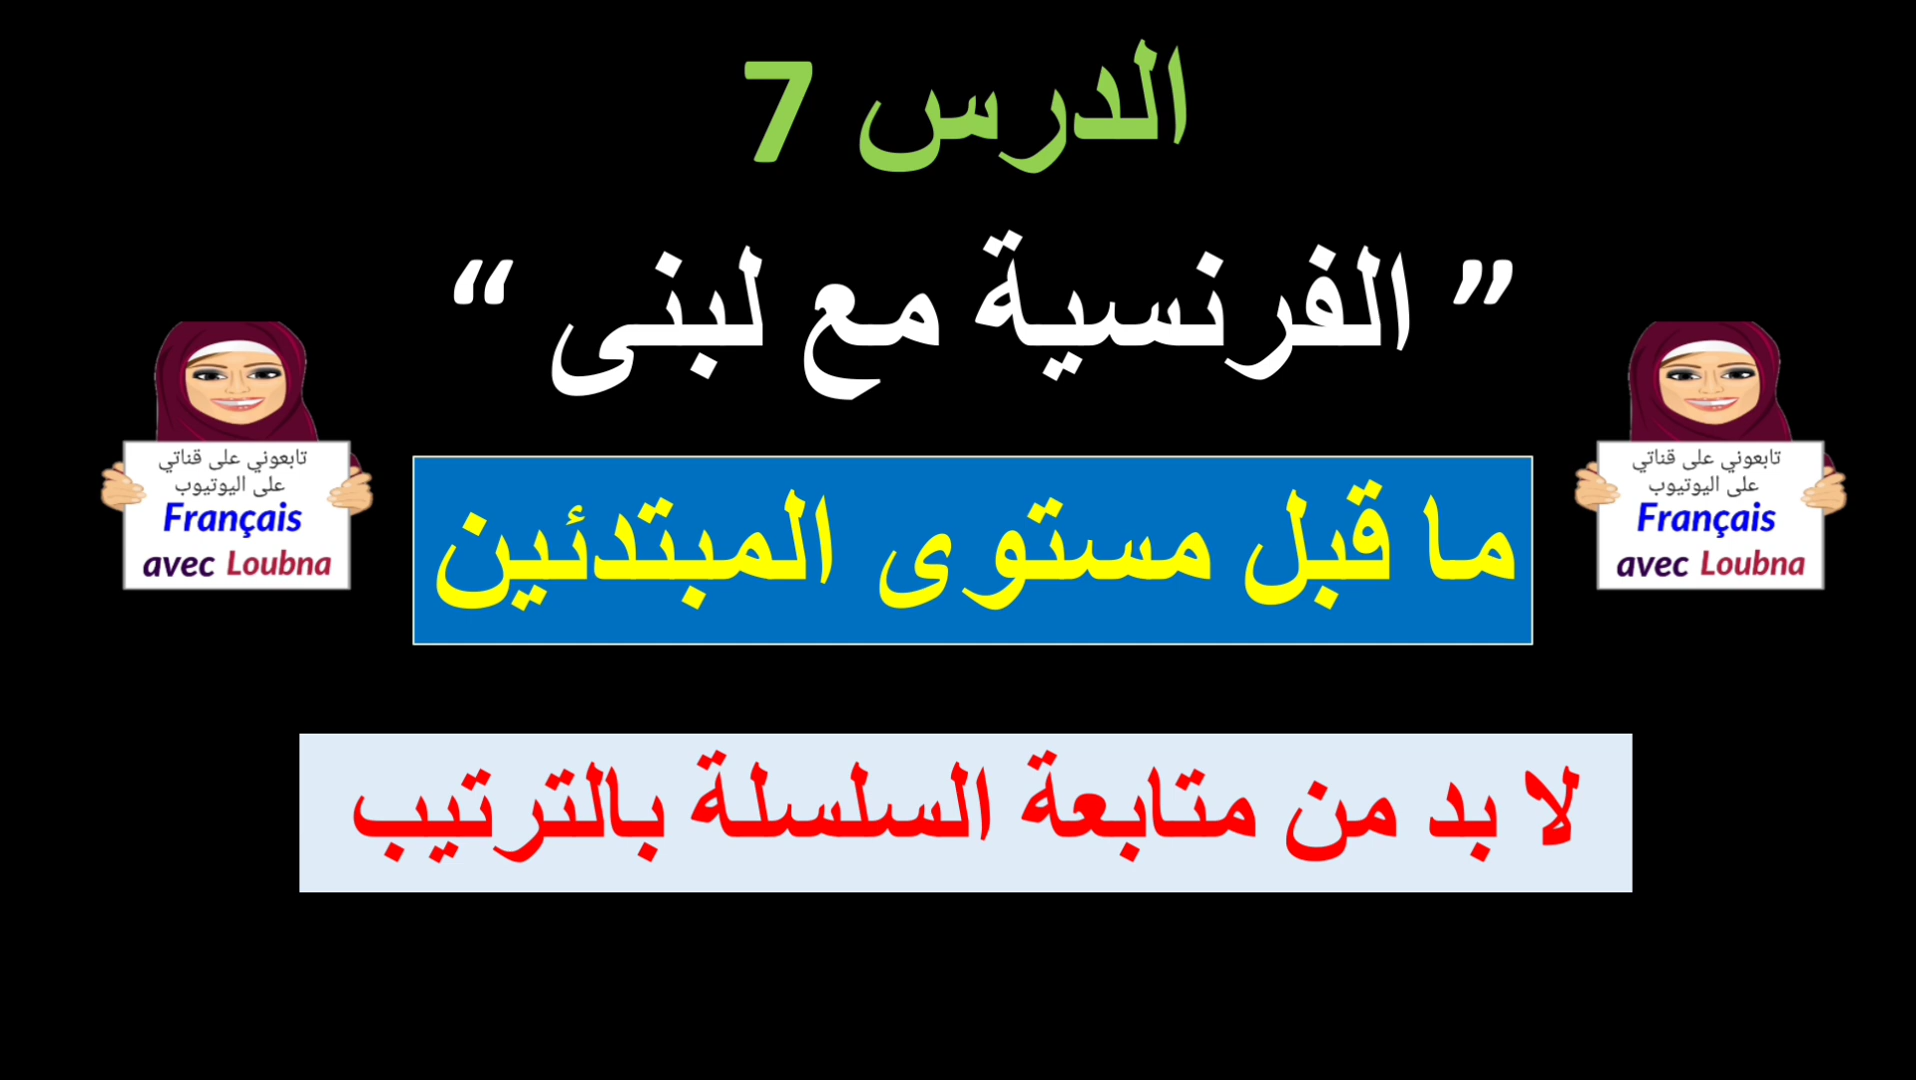 الدرس 7
” الفرنسية مع لبنى “
تابعوني على قناتي
على اليوتيوب
Français
avec Loubna
ما قبل مستوى المبتدئين
تابعوني على قناتي
على اليوتيوب
Français
avec Loubna
لا بد من متابعة السلسلة بالترتيب